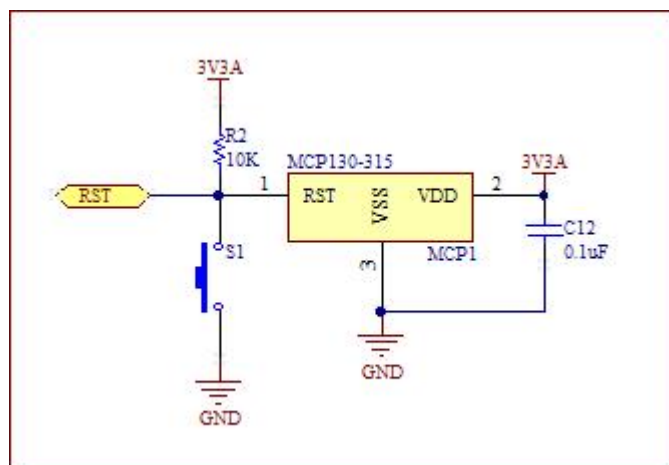 3V3A
R2
10K
MCP130-315
3V3A
RST
1
RST
VSS
VDD
2
S1
3
MCP1
C12
0.1uF
GND
GND